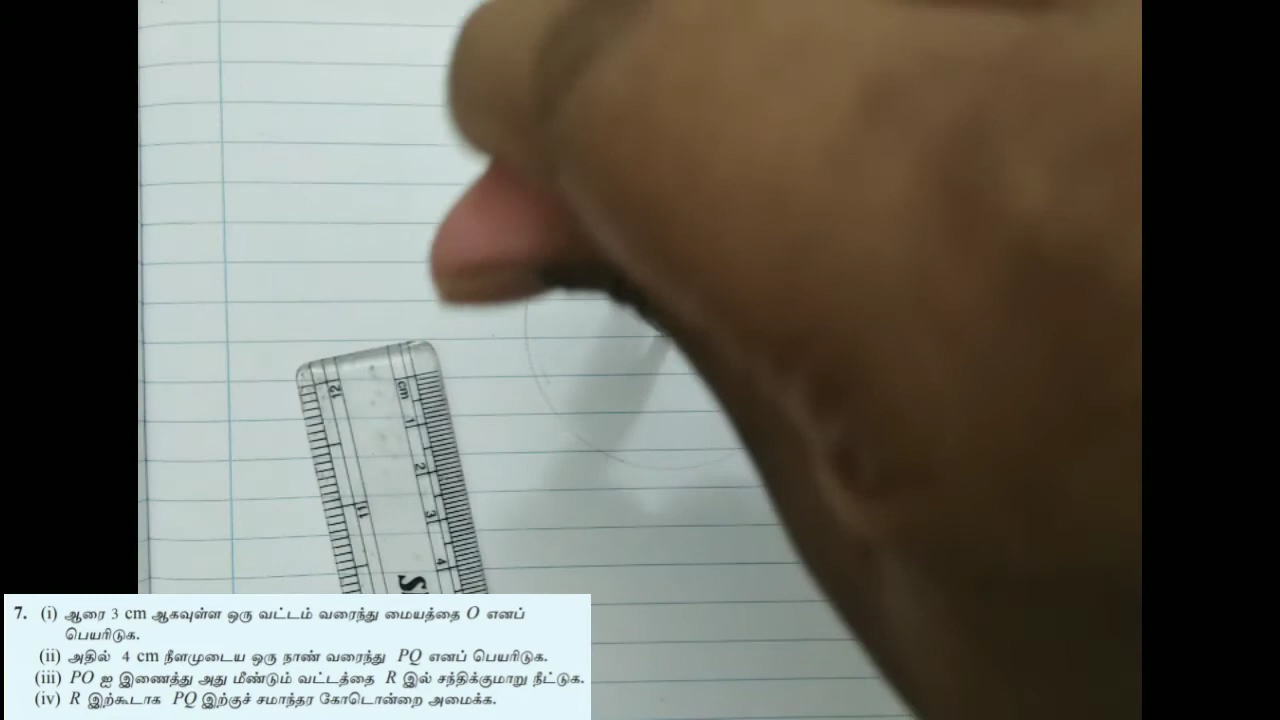 12
cm
1
2
11
3
4
7. (i) ஆரை 3 cm ஆகவுள்ள ஒரு வட்டம் வரைந்து மையத்தை O எனப்
பெயரிடுக.
(ii) அதில் 4 cm நீளமுடைய ஒரு நாண் வரைந்து PQ எனப் பெயரிடுக.
(iii) PO ஐ இணைத்து அது மீண்டும் வட்டத்தை R இல் சந்திக்குமாறு நீட்டுக.
(iv) R இற்கூடாக PQ இற்குச் சமாந்தர கோடொன்றை அமைக்க.